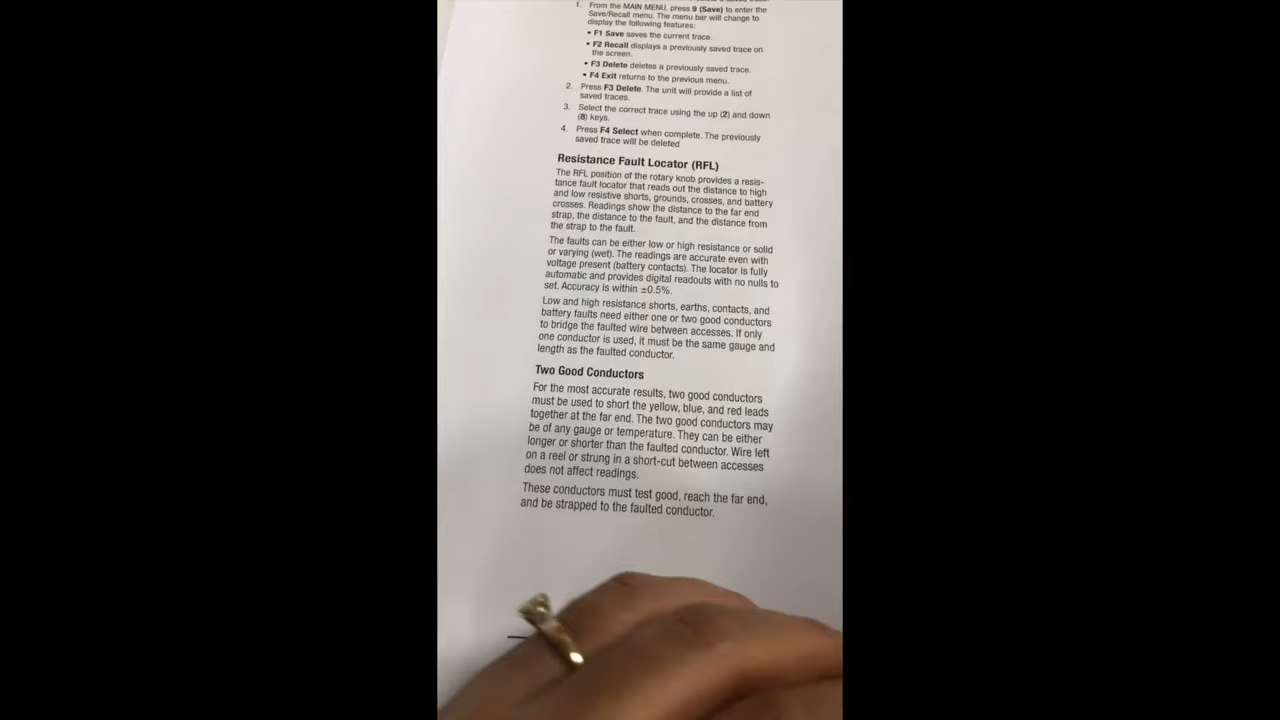 1. From the MAIN MENU, press 9 (Save) to enter the
Save/Recall menu. The menu bar will change to
display the following features:
• F1 Save saves the current trace.
• F2 Recall displays a previously saved trace on
the screen.
• F3 Delete deletes a previously saved trace.
• F4 Exit returns to the previous menu.
2. Press F3 Delete. The unit will provide a list of
saved traces.
3. Select the correct trace using the up (2) and down
(8) keys.
4. Press F4 Select when complete. The previously
saved trace will be deleted
Resistance Fault Locator (RFL)
The RFL position of the rotary knob provides a resis-
tance fault locator that reads out the distance to high
and low resistive shorts, grounds, crosses, and battery
crosses. Readings show the distance to the far end
strap, the distance to the fault, and the distance from
the strap to the fault.
The faults can be either low or high resistance or solid
or varying (wet). The readings are accurate even with
voltage present (battery contacts). The locator is fully
automatic and provides digital readouts with no nulls to
set. Accuracy is within ±0.5%.
Low and high resistance shorts, earths, contacts, and
battery faults need either one or two good conductors
to bridge the faulted wire between accesses. If only
one conductor is used, it must be the same gauge and
length as the faulted conductor.
Two Good Conductors
For the most accurate results, two good conductors
must be used to short the yellow, blue, and red leads
together at the far end. The two good conductors may
be of any gauge or temperature. They can be either
longer or shorter than the faulted conductor. Wire left
on a reel or strung in a short-cut between accesses
does not affect readings.
These conductors must test good, reach the far end,
and be strapped to the faulted conductor.